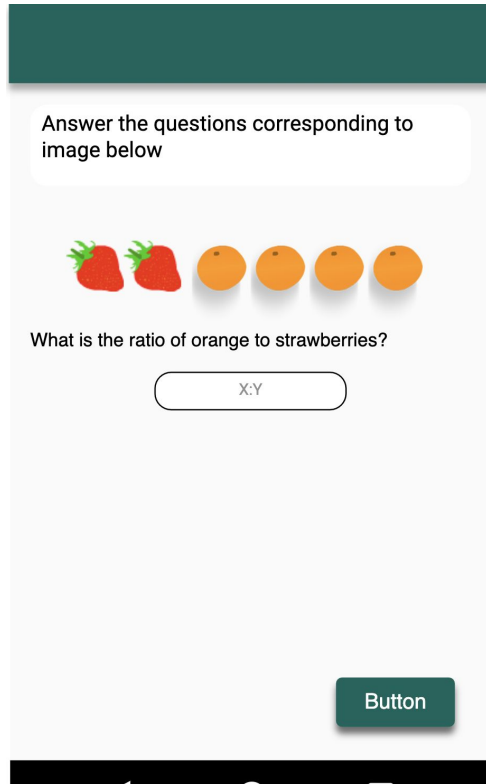 Answer the questions corresponding to
image below
What is the ratio of orange to strawberries?
X:Y
Button